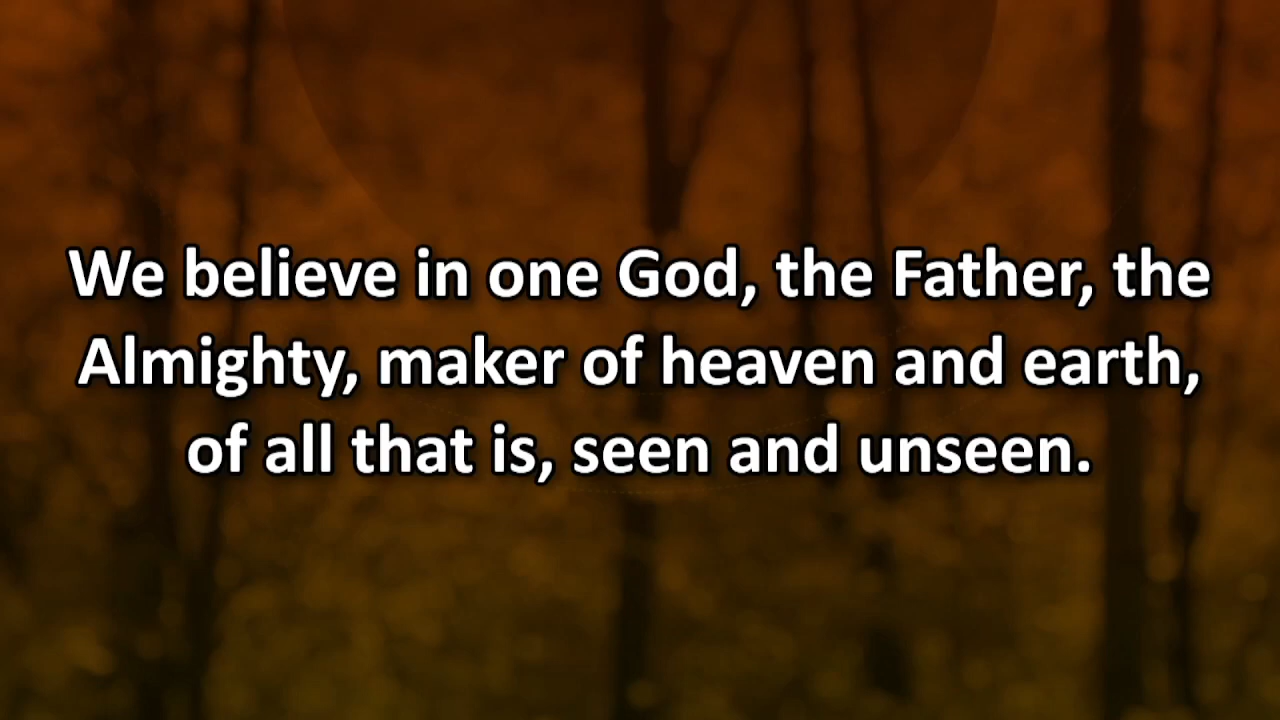 We believe in one God, the Father, the
Almighty, maker of heaven and earth,
of all that is, seen and unseen.